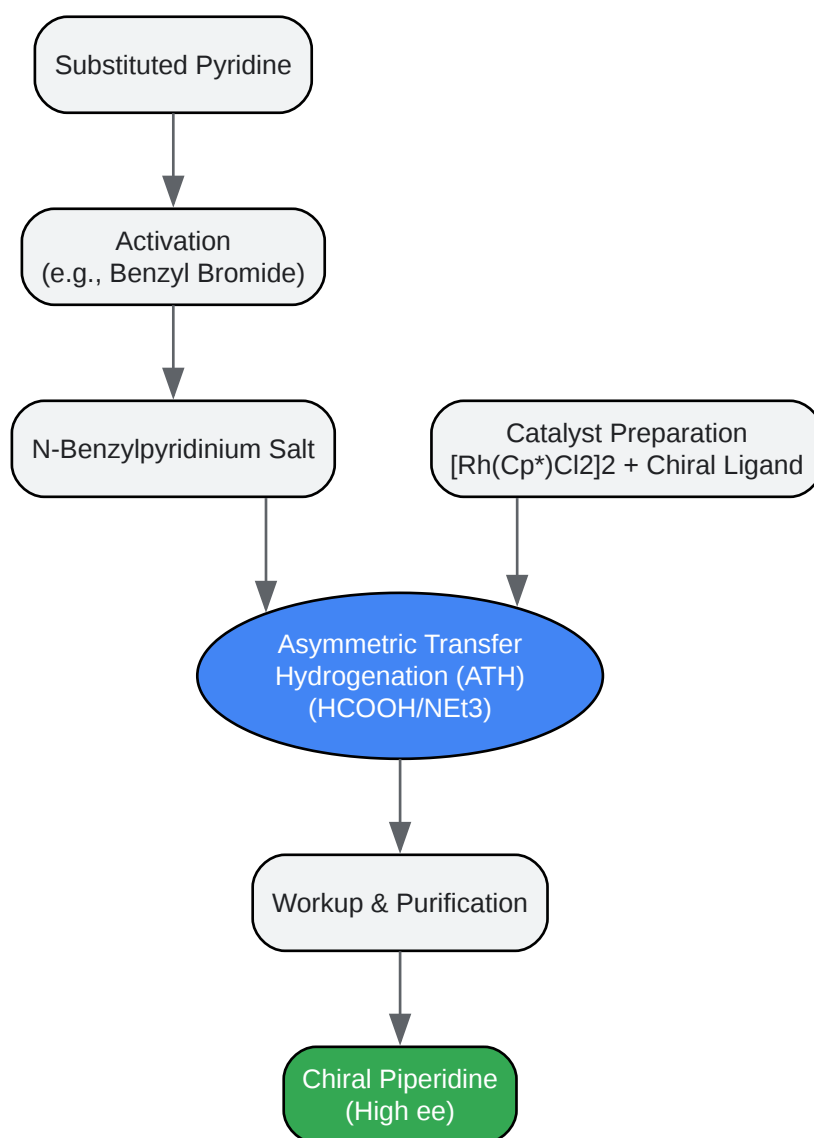 Substituted Pyridine
Activation
(e.g., Benzyl Bromide)
N-Benzylpyridinium Salt
Catalyst Preparation
[Rh(Cp*)Cl2]2 + Chiral Ligand
Asymmetric Transfer
Hydrogenation (ATH)
(HCOOH/NEt3)
Workup & Purification
Chiral Piperidine
(High ee)